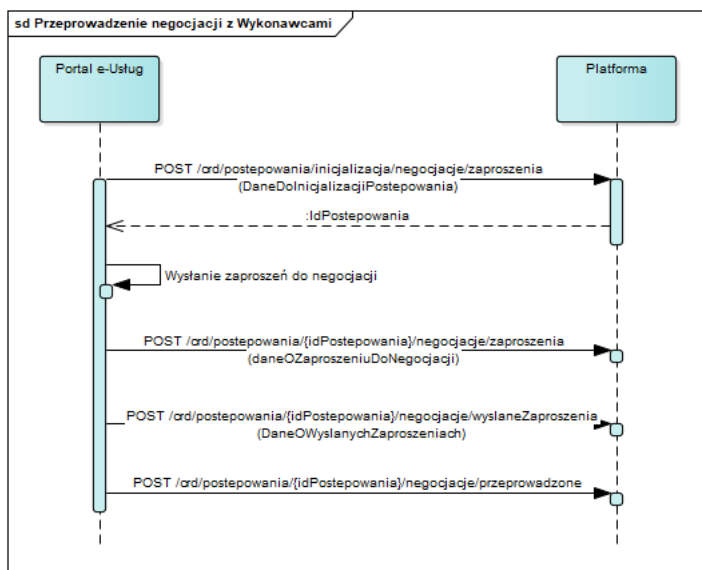 sd Przeprowadzenie negocjacji z Wykonawcami
Portal e-Usług
Platforma
POST /crd/postepowania/inicjalizacja/negocjacje/zaproszenia
(DaneDoInicjalizacjiPostepowania)
:IdPostepowania
Wysłanie zaproszeń do negocjacji
POST /crd/postepowania/{idPostepowania}/negocjacje/zaproszenia
(daneOZaproszeniuDoNegocjacji)
POST /crd/postepowania/{idPostepowania}/negocjacje/wyslaneZaproszenia
(DaneOWyslanychZaproszeniach)
POST /crd/postepowania/{idPostepowania}/negocjacje/przeprowadzone